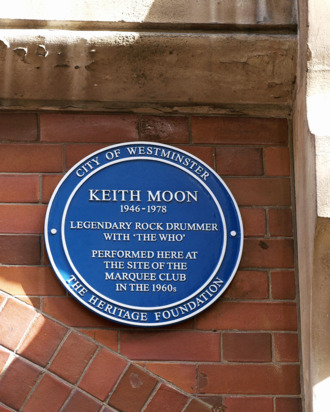 CITY OF WESTMINSTER
KEITH MOON
1946-1978
LEGENDARY ROCK DRUMMER
WITH 'THE WHO'
PERFORMED HERE AT
THE SITE OF THE
MARQUEE CLUB
IN THE 1960s
THE HERITAGE FOUNDATION